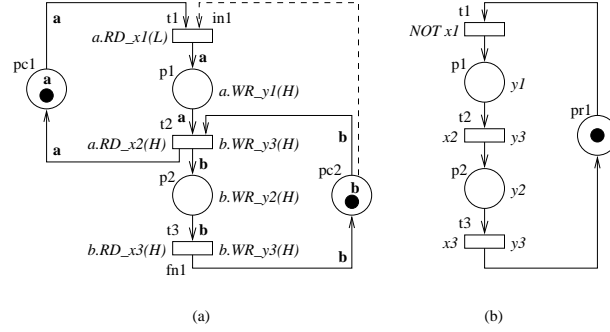 t1 in1 t1
a a.RD_x1(L) NOT x1
pc1 a p1 a p1 pr1
a.WR_y1(H) y1
a t2 t2
a.RD_x2(H) b.WR_y3(H) b x2 y3
a b pc2
p2 b p2
b.WR_y2(H) y2
t3 b t3
b.RD_x3(H) b.WR_y3(H) b x3 y3
fn1
(a) (b)